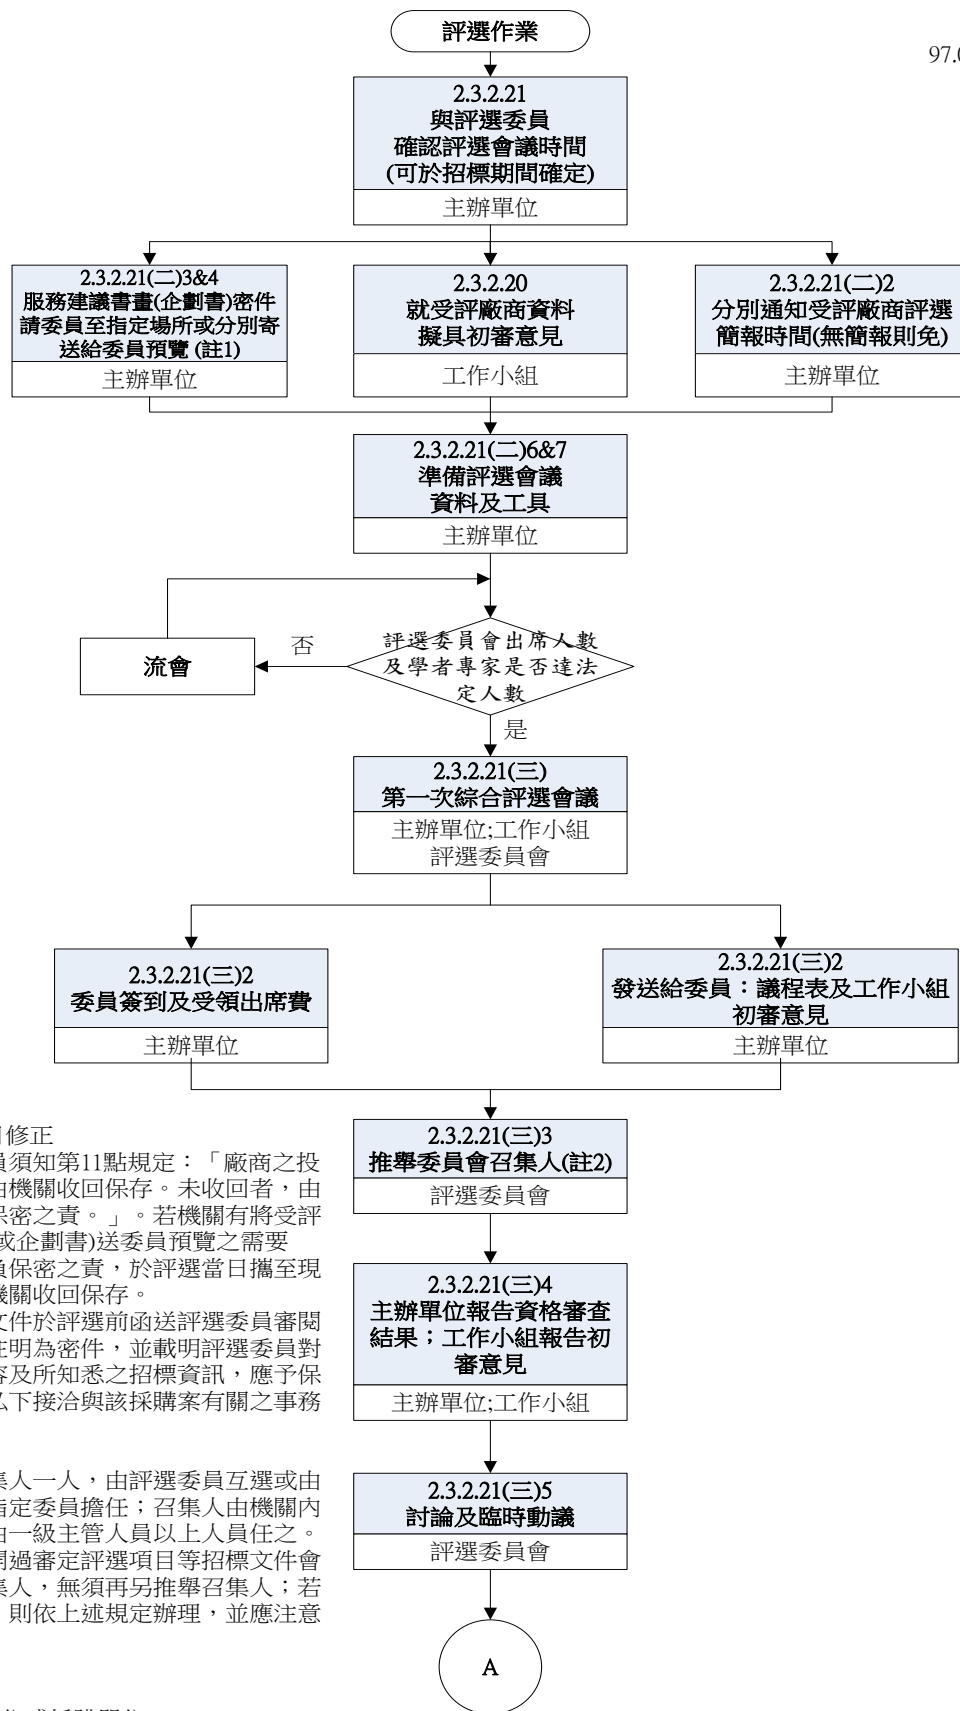 評選作業
97.0
2.3.2.21
與評選委員
確認評選會議時間
(可於招標期間確定)
主辦單位
2.3.2.21(二)3&4
服務建議書畫(企劃書)密件
請委員至指定場所或分別寄
送給委員預覽 (註1)
主辦單位
2.3.2.20
就受評廠商資料
擬具初審意見
工作小組
2.3.2.21(二)2
分別通知受評廠商評選
簡報時間(無簡報則免)
主辦單位
2.3.2.21(二)6&7
準備評選會議
資料及工具
主辦單位
評選委員會出席人數
及學者專家是否達法
定人數
否
流會
是
2.3.2.21(三)
第一次綜合評選會議
主辦單位;工作小組
評選委員會
2.3.2.21(三)2
委員簽到及受領出席費
主辦單位
2.3.2.21(三)2
發送給委員：議程表及工作小組
初審意見
主辦單位
2.3.2.21(三)3
推舉委員會召集人(註2)
評選委員會
2.3.2.21(三)4
主辦單位報告資格審查
結果；工作小組報告初
審意見
主辦單位;工作小組
2.3.2.21(三)5
討論及臨時動議
評選委員會
A
修正
員須知第11點規定：「廠商之投
由機關收回保存。未收回者，由
保密之責。」。若機關有將受評
或企劃書)送委員預覽之需要
負保密之責，於評選當日攜至現
機關收回保存。
文件於評選前函送評選委員審閱
註明為密件，並載明評選委員對
容及所知悉之招標資訊，應予保
私下接洽與該採購案有關之事務
集人一人，由評選委員互選或由
指定委員擔任；召集人由機關內
由一級主管人員以上人員任之。
開過審定評選項目等招標文件會
集人，無須再另推舉召集人；若
則依上述規定辦理，並應注意